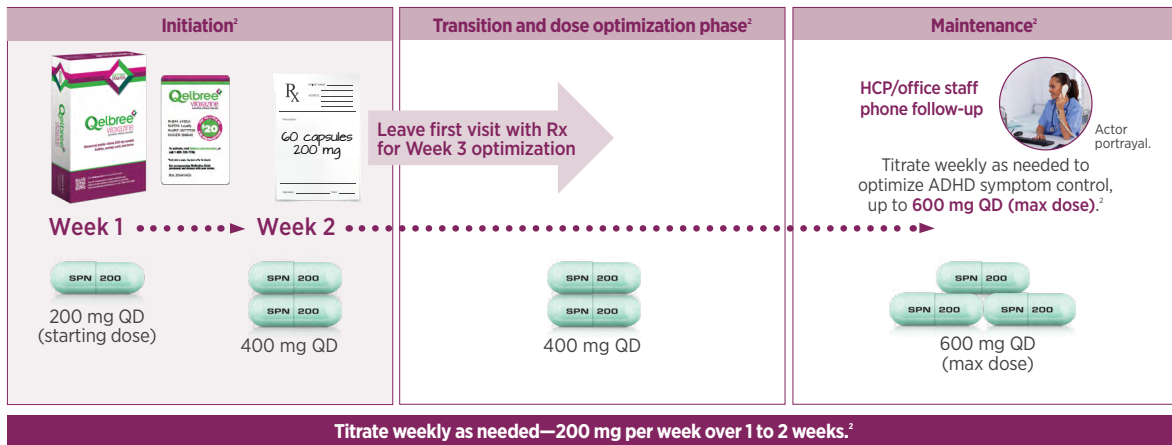 Initiation²
Transition and dose optimization phase²
Maintenance²
Qelbree
viloxazine
Qelbree
viloxazine
$20
Rx
60 capsules
200 mg
Leave first visit with Rx
for Week 3 optimization
HCP/office staff
phone follow-up
Actor
portrayal.
Titrate weekly as needed to
optimize ADHD symptom control,
up to 600 mg QD (max dose).²
Week 1
Week 2
SPN 200
200 mg QD
(starting dose)
SPN 200
SPN 200
400 mg QD
SPN 200
SPN 200
400 mg QD
SPN 200
SPN 200
SPN 200
600 mg QD
(max dose)
Titrate weekly as needed—200 mg per week over 1 to 2 weeks.²